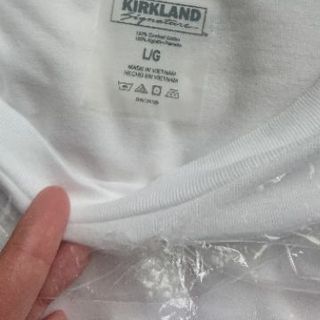 KIRKLAND
Signature
100% Combed cotton
100% Algodón Peinado
L/G
MADE IN VIETNAM
HECHO EN VIETNAM